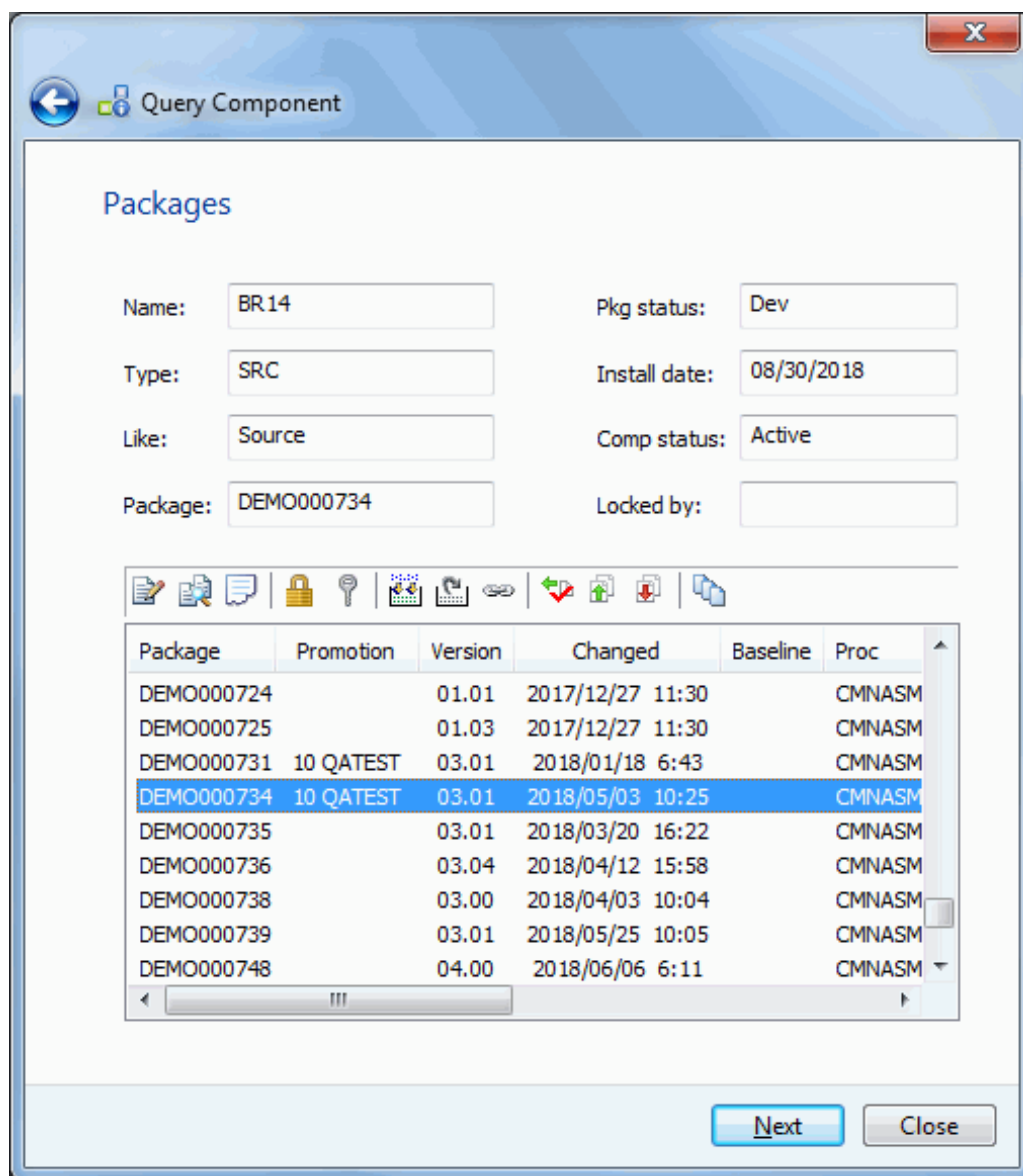 Query Component
Packages
Name: BR14 Pkg status: Dev
Type: SRC Install date: 08/30/2018
Like: Source Comp status: Active
Package: DEMO000734 Locked by:
Package Promotion Version Changed Baseline Proc
DEMO000724 01.01 2017/12/27 11:30 CMNASM
DEMO000725 01.03 2017/12/27 11:30 CMNASM
DEMO000731 10 QATEST 03.01 2018/01/18 6:43 CMNASM
DEMO000734 10 QATEST 03.01 2018/05/03 10:25 CMNASM
DEMO000735 03.01 2018/03/20 16:22 CMNASM
DEMO000736 03.04 2018/04/12 15:58 CMNASM
DEMO000738 03.00 2018/04/03 10:04 CMNASM
DEMO000739 03.01 2018/05/25 10:05 CMNASM
DEMO000748 04.00 2018/06/06 6:11 CMNASM
Next Close